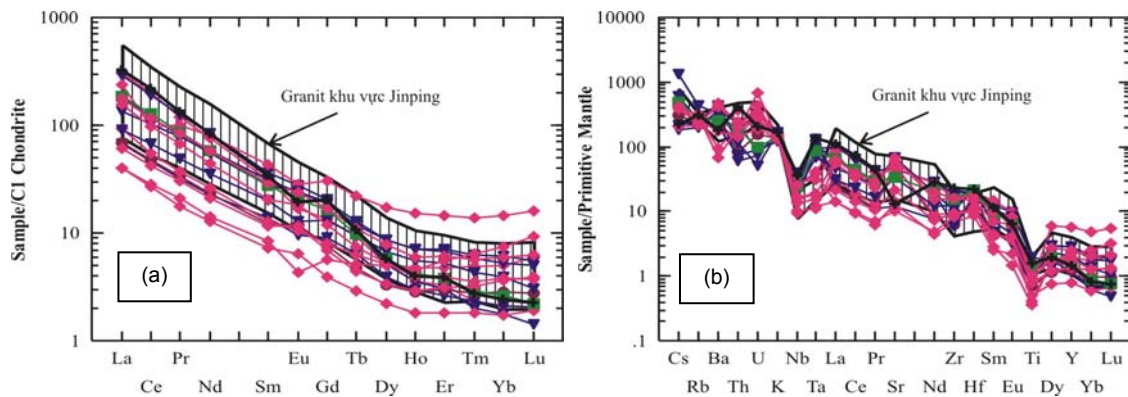 1000
100
10
1
Sample/C1 Chondrite
Granit khu vực Jinping
(a)
La Pr Eu Tb Ho Tm Lu
Ce Nd Sm Gd Dy Er Yb
10000
1000
100
10
1
.1
Sample/Primitive Mantle
Granit khu vực Jinping
(b)
Cs Ba U Nb La Pr Zr Sm Ti Y Lu
Rb Th K Ta Ce Sr Nd Hf Eu Dy Yb